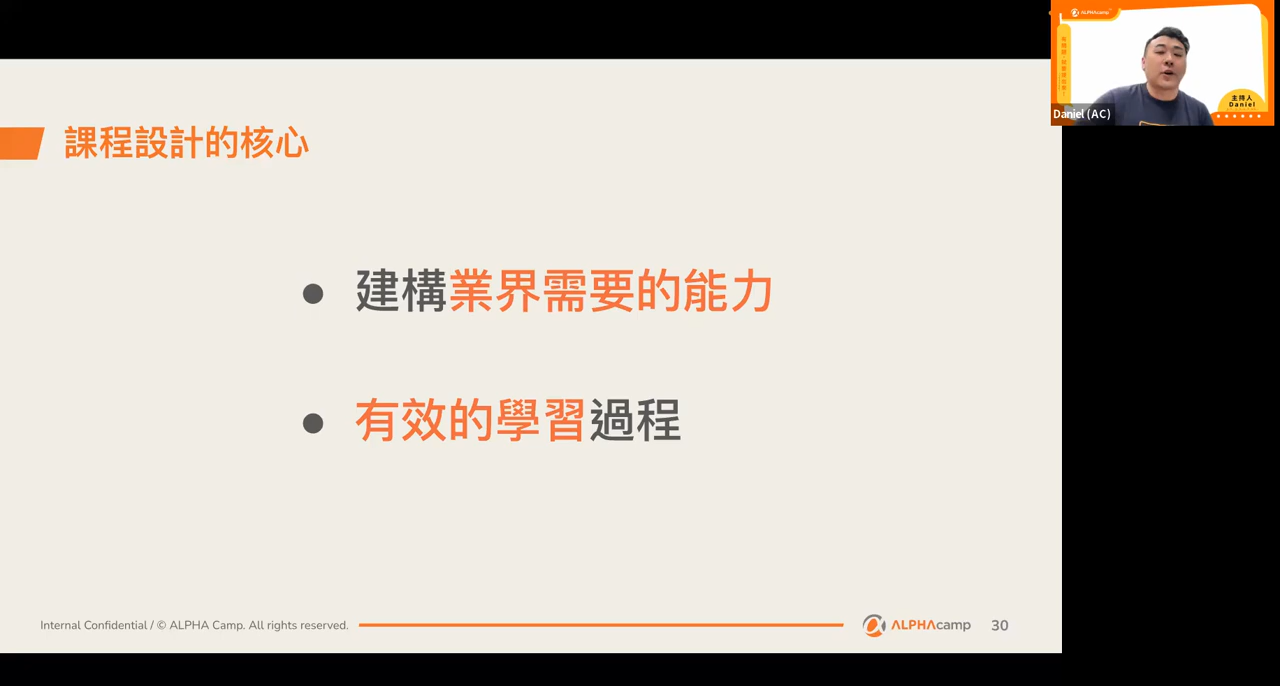 課程設計的核心
● 建構業界需要的能力
● 有效的學習過程
Internal Confidential / © ALPHA Camp. All rights reserved.
ALPHAcamp
30
ALPHAcamp
主持人
Daniel
Daniel (AC)